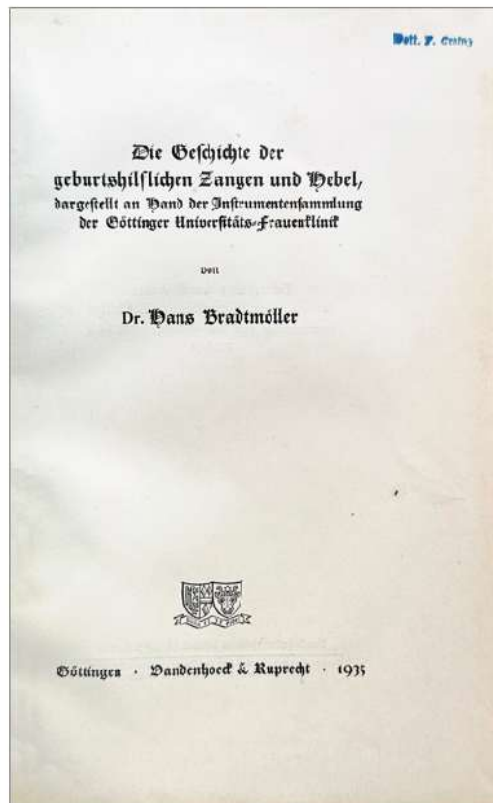 Dott. F.
Die Geschichte der
geburtshilflichen Zangen und Hebel,
dargestellt an Hand der Instrumentensammlung
der Göttinger Universitäts-Frauenklinik
von
Dr. Hans Bradtmöller
Göttingen · Vandenhoeck & Ruprecht · 1935